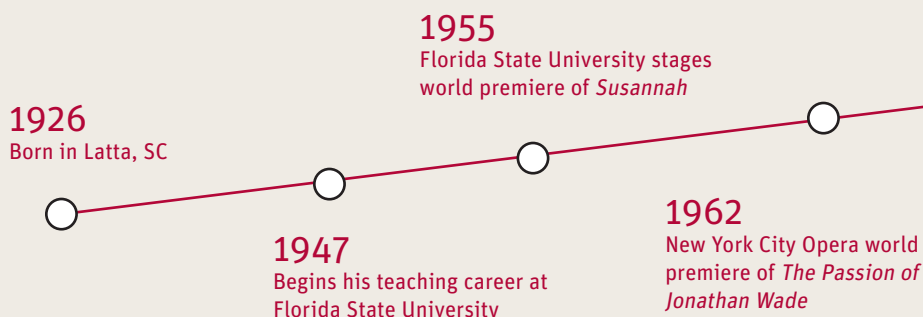 1926
Born in Latta, SC
1947
Begins his teaching career at
Florida State University
1955
Florida State University stages
world premiere of Susannah
1962
New York City Opera world
premiere of The Passion of
Jonathan Wade